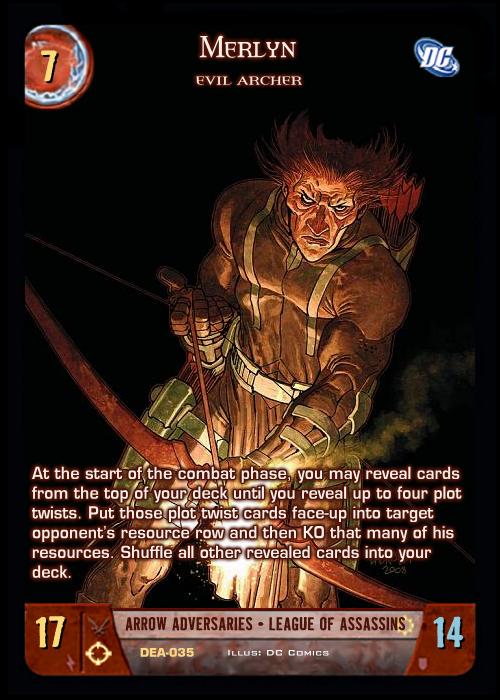 7
MERLYN
DC
EVIL ARCHER
At the start of the combat phase, you may reveal cards
from the top of your deck until you reveal up to four plot
twists. Put those plot twist cards face-up into target
opponent's resource row and then KO that many of his
resources. Shuffle all other revealed cards into your
deck.
2008
17
ARROW ADVERSARIES • LEAGUE OF ASSASSINS
14
DEA-035
ILLUS: DC COMICS